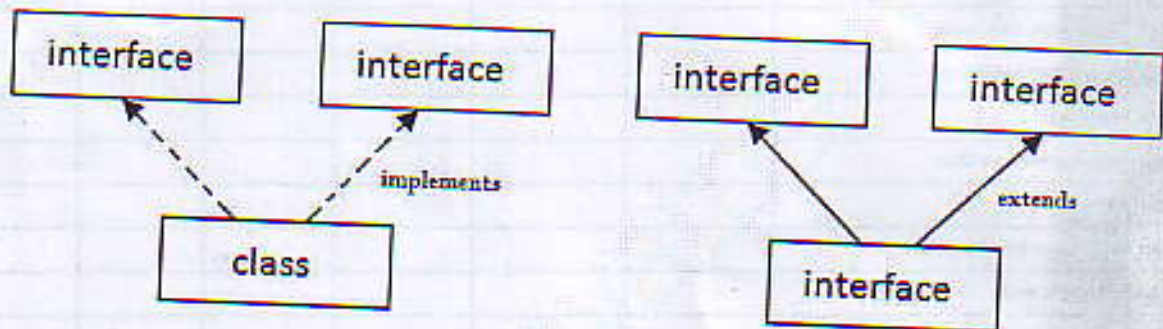 interface
interface
implements
class
interface
interface
extends
interface